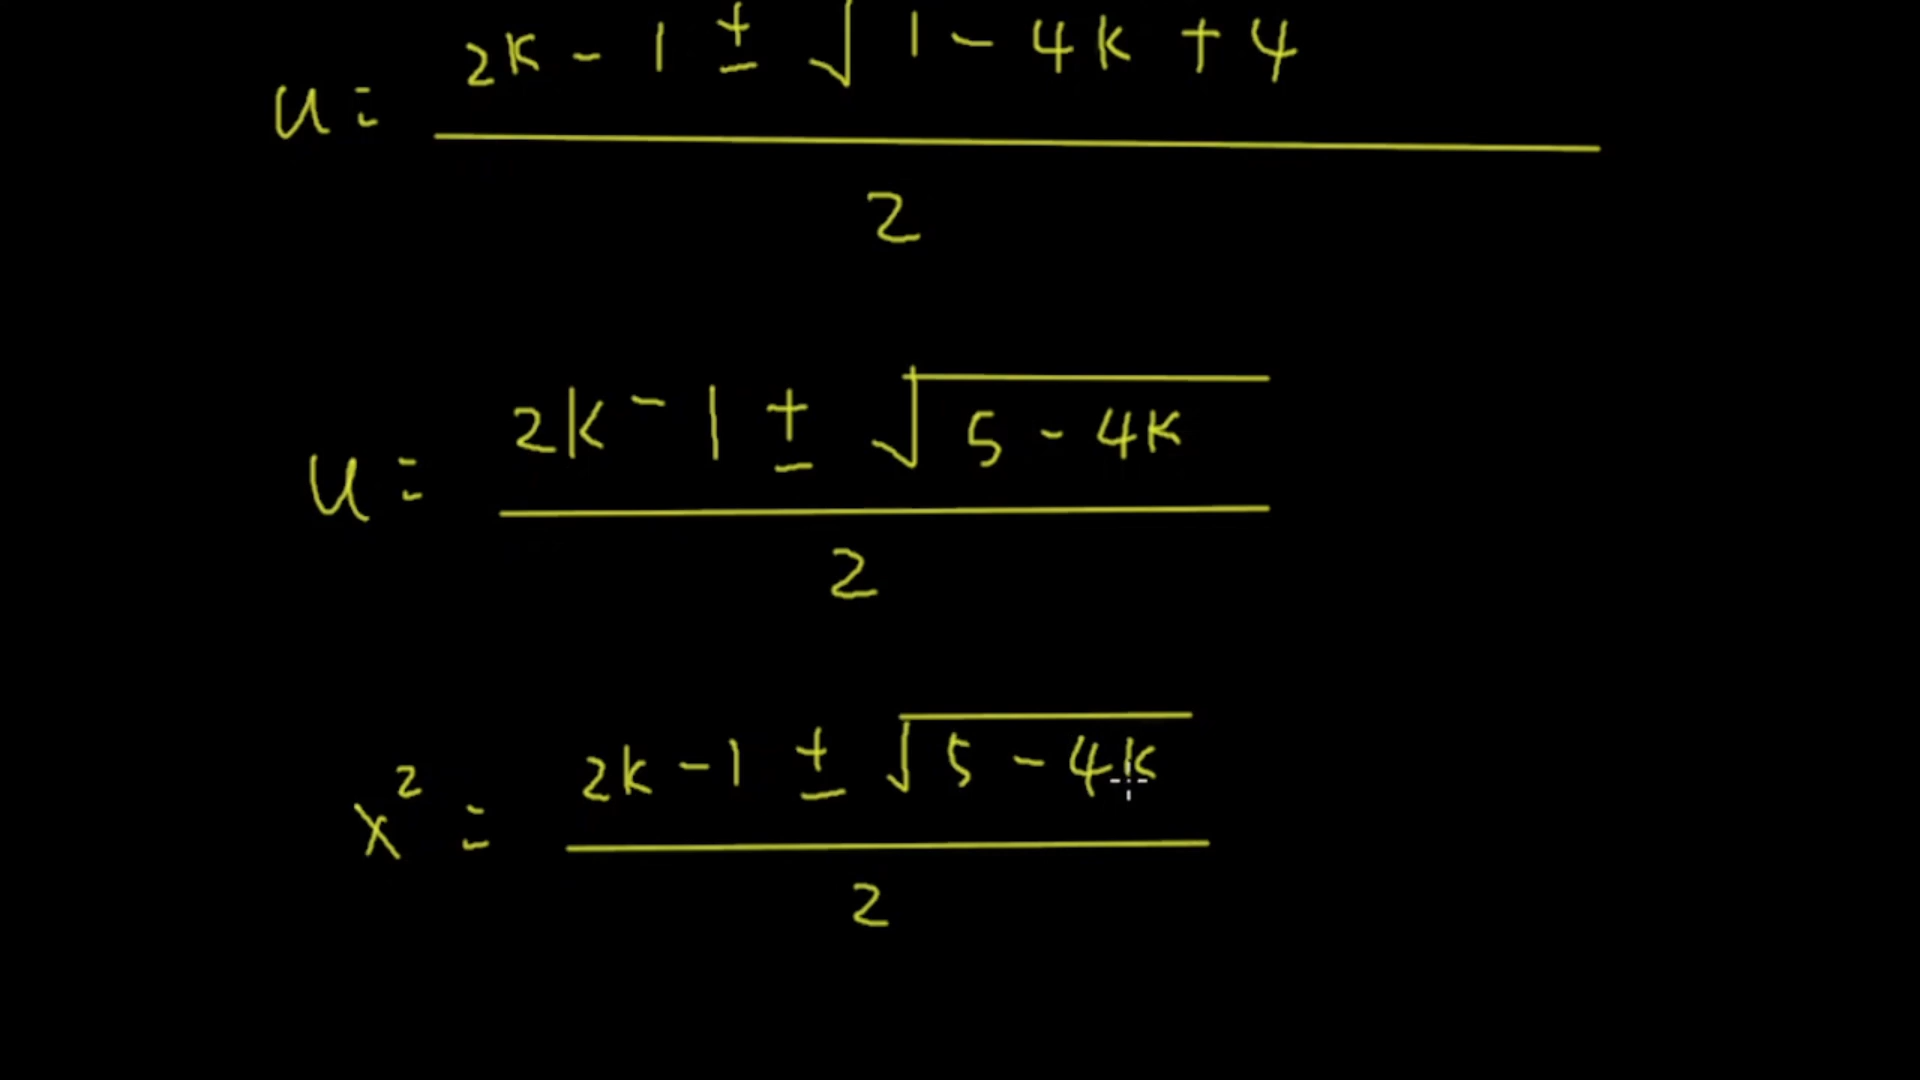 u = (2k - 1 ± √(1 - 4k + 4)) / 2
u = (2k - 1 ± √(5 - 4k)) / 2
x² = (2k - 1 ± √(5 - 4k)) / 2